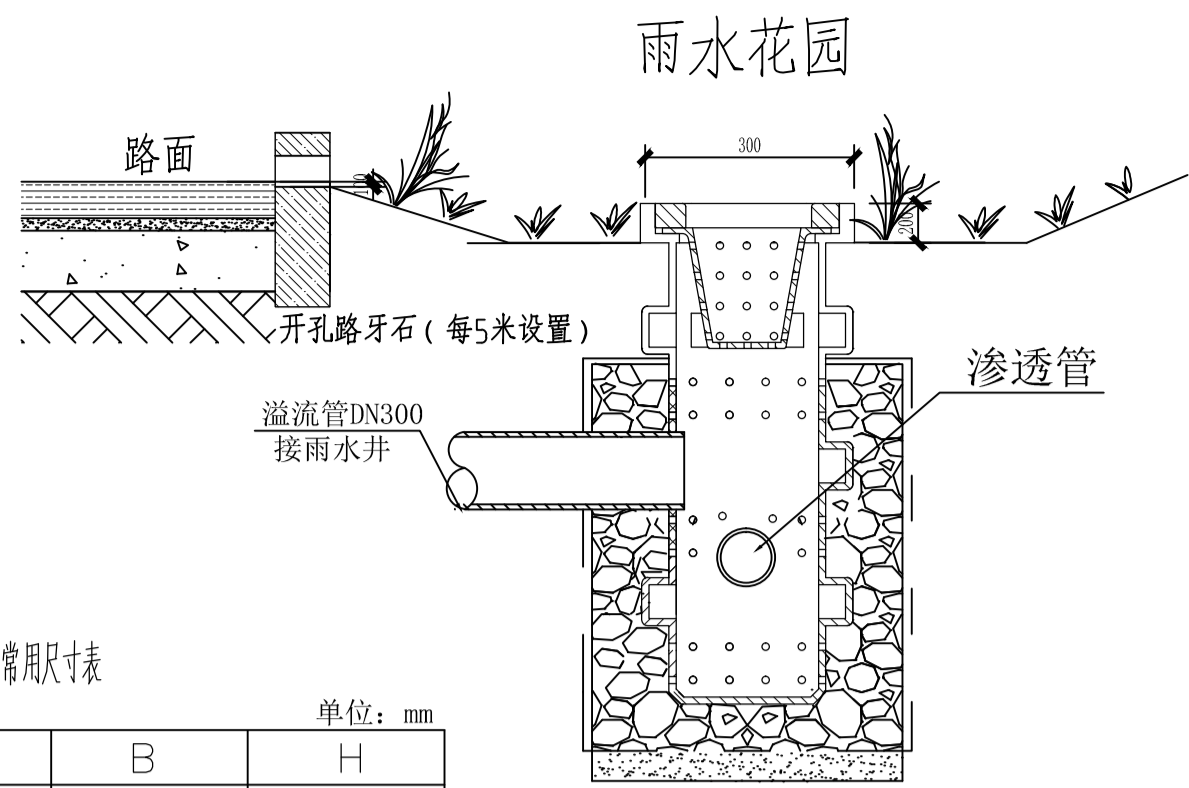 雨水花园
路面
300
100
200
开孔路牙石(每5米设置)
渗透管
溢流管DN300
接雨水井
常用尺寸表
单位：mm
B
H